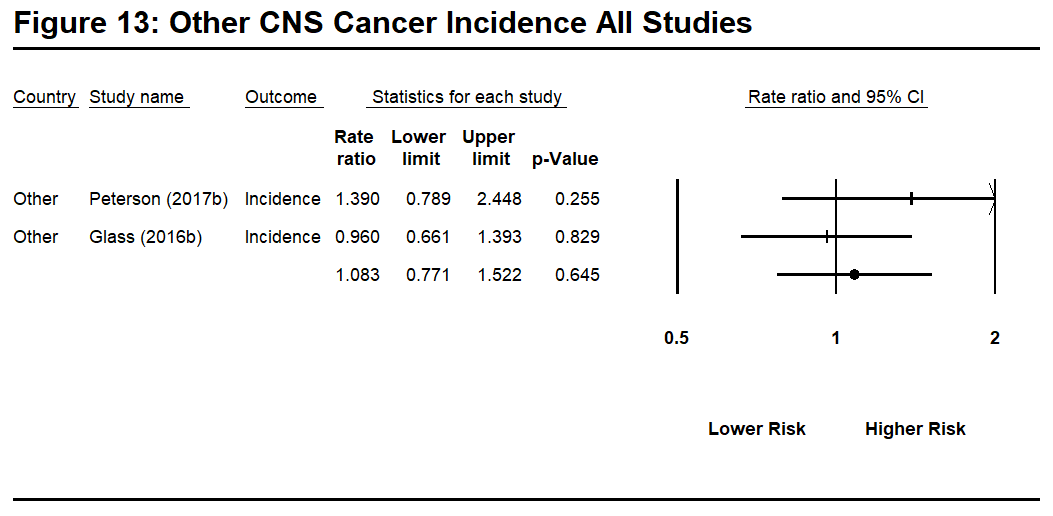 Figure 13: Other CNS Cancer Incidence All Studies
Country Study name Outcome Statistics for each study Rate ratio and 95% CI
Rate Lower Upper
ratio limit limit p-Value
Other Peterson (2017b) Incidence 1.390 0.789 2.448 0.255
Other Glass (2016b) Incidence 0.960 0.661 1.393 0.829
1.083 0.771 1.522 0.645
0.5 1 2
Lower Risk Higher Risk